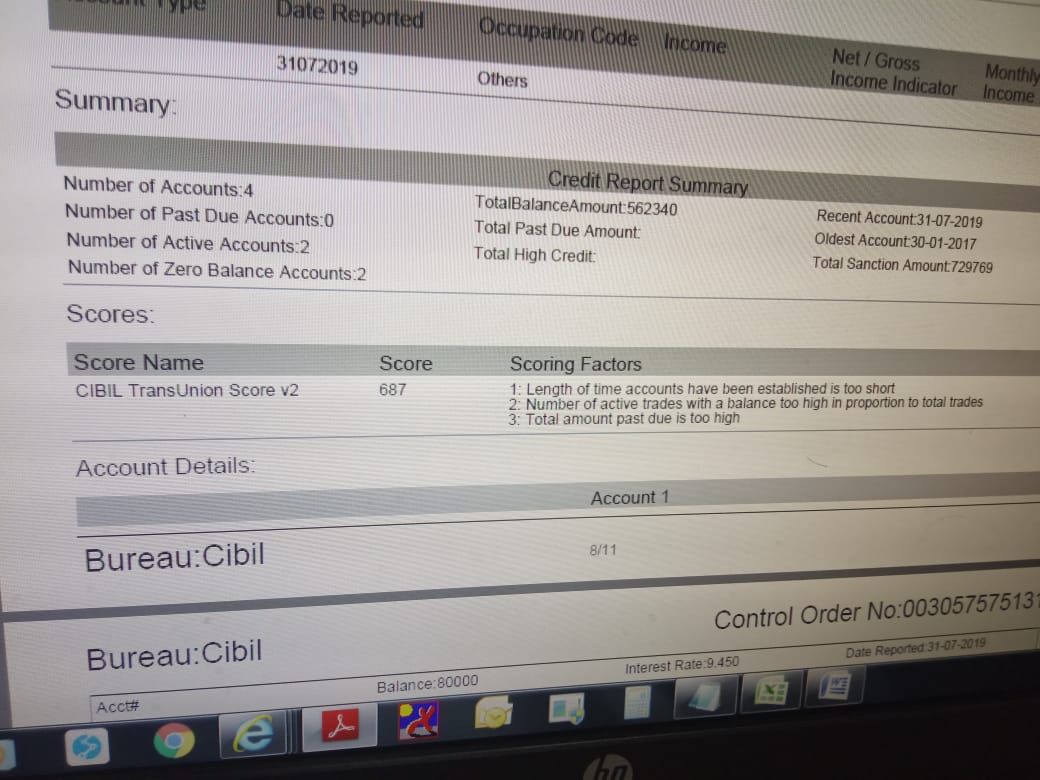 Type Date Reported Occupation Code Income Net / Gross Income Indicator Monthly Income
31072019 Others
Summary:
Credit Report Summary
Number of Accounts:4 TotalBalanceAmount:562340 Recent Account:31-07-2019
Number of Past Due Accounts:0 Total Past Due Amount: Oldest Account:30-01-2017
Number of Active Accounts:2 Total High Credit: Total Sanction Amount:729769
Number of Zero Balance Accounts:2
Scores:
Score Name Score Scoring Factors
CIBIL TransUnion Score v2 687 1: Length of time accounts have been established is too short
2: Number of active trades with a balance too high in proportion to total trades
3: Total amount past due is too high
Account Details:
Account 1
Bureau:Cibil 8/11
Control Order No:003057575131
Bureau:Cibil
Acct# Balance:80000 Interest Rate:9.450 Date Reported:31-07-2019
hp